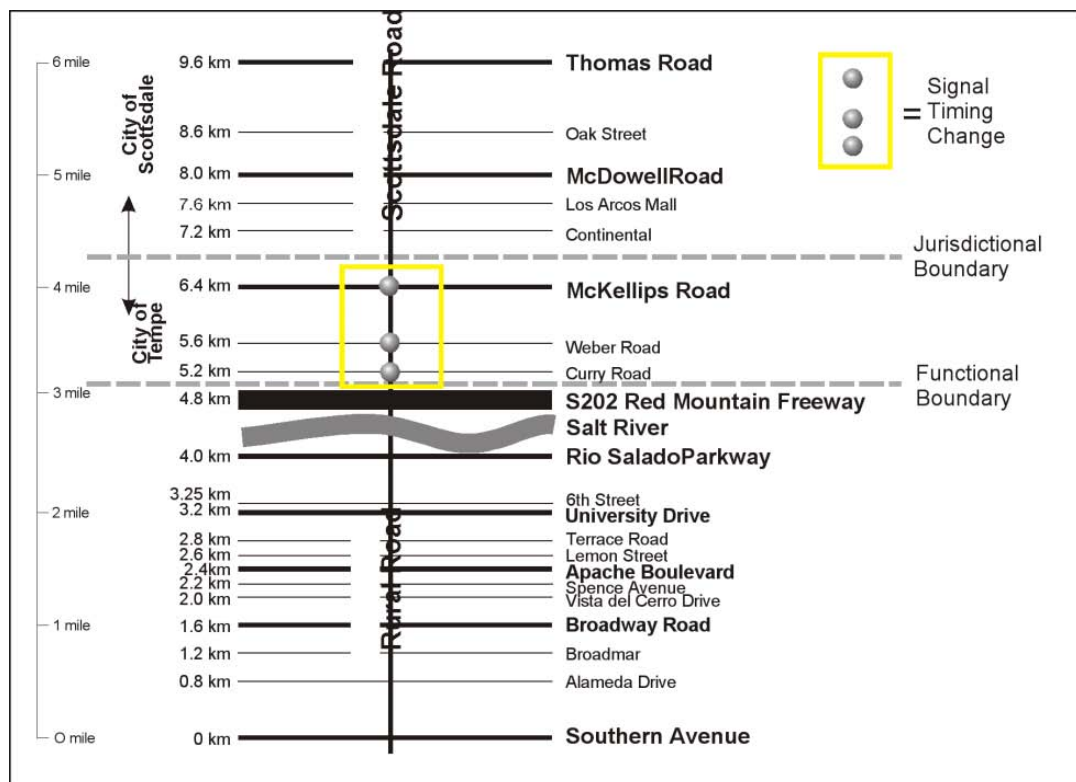 6 mile
9.6 km
Thomas Road
Scottsdale Road
= Signal
Timing
Change
City of
Scottsdale
8.6 km
Oak Street
5 mile
8.0 km
McDowellRoad
7.6 km
Los Arcos Mall
7.2 km
Continental
Jurisdictional
Boundary
4 mile
6.4 km
McKellips Road
City of
Tempe
5.6 km
Weber Road
5.2 km
Curry Road
Functional
Boundary
3 mile
4.8 km
S202 Red Mountain Freeway
Salt River
4.0 km
Rio SaladoParkway
3.25 km
6th Street
2 mile
3.2 km
University Drive
Rural Road
2.8 km
Terrace Road
2.6 km
Lemon Street
2.4km
Apache Boulevard
2.2 km
Spence Avenue
2.0 km
Vista del Cerro Drive
1 mile
1.6 km
Broadway Road
1.2 km
Broadmar
0.8 km
Alameda Drive
O mile
0 km
Southern Avenue